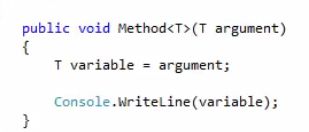 public void Method<T>(T argument)
{
T variable = argument;
Console.WriteLine(variable);
}